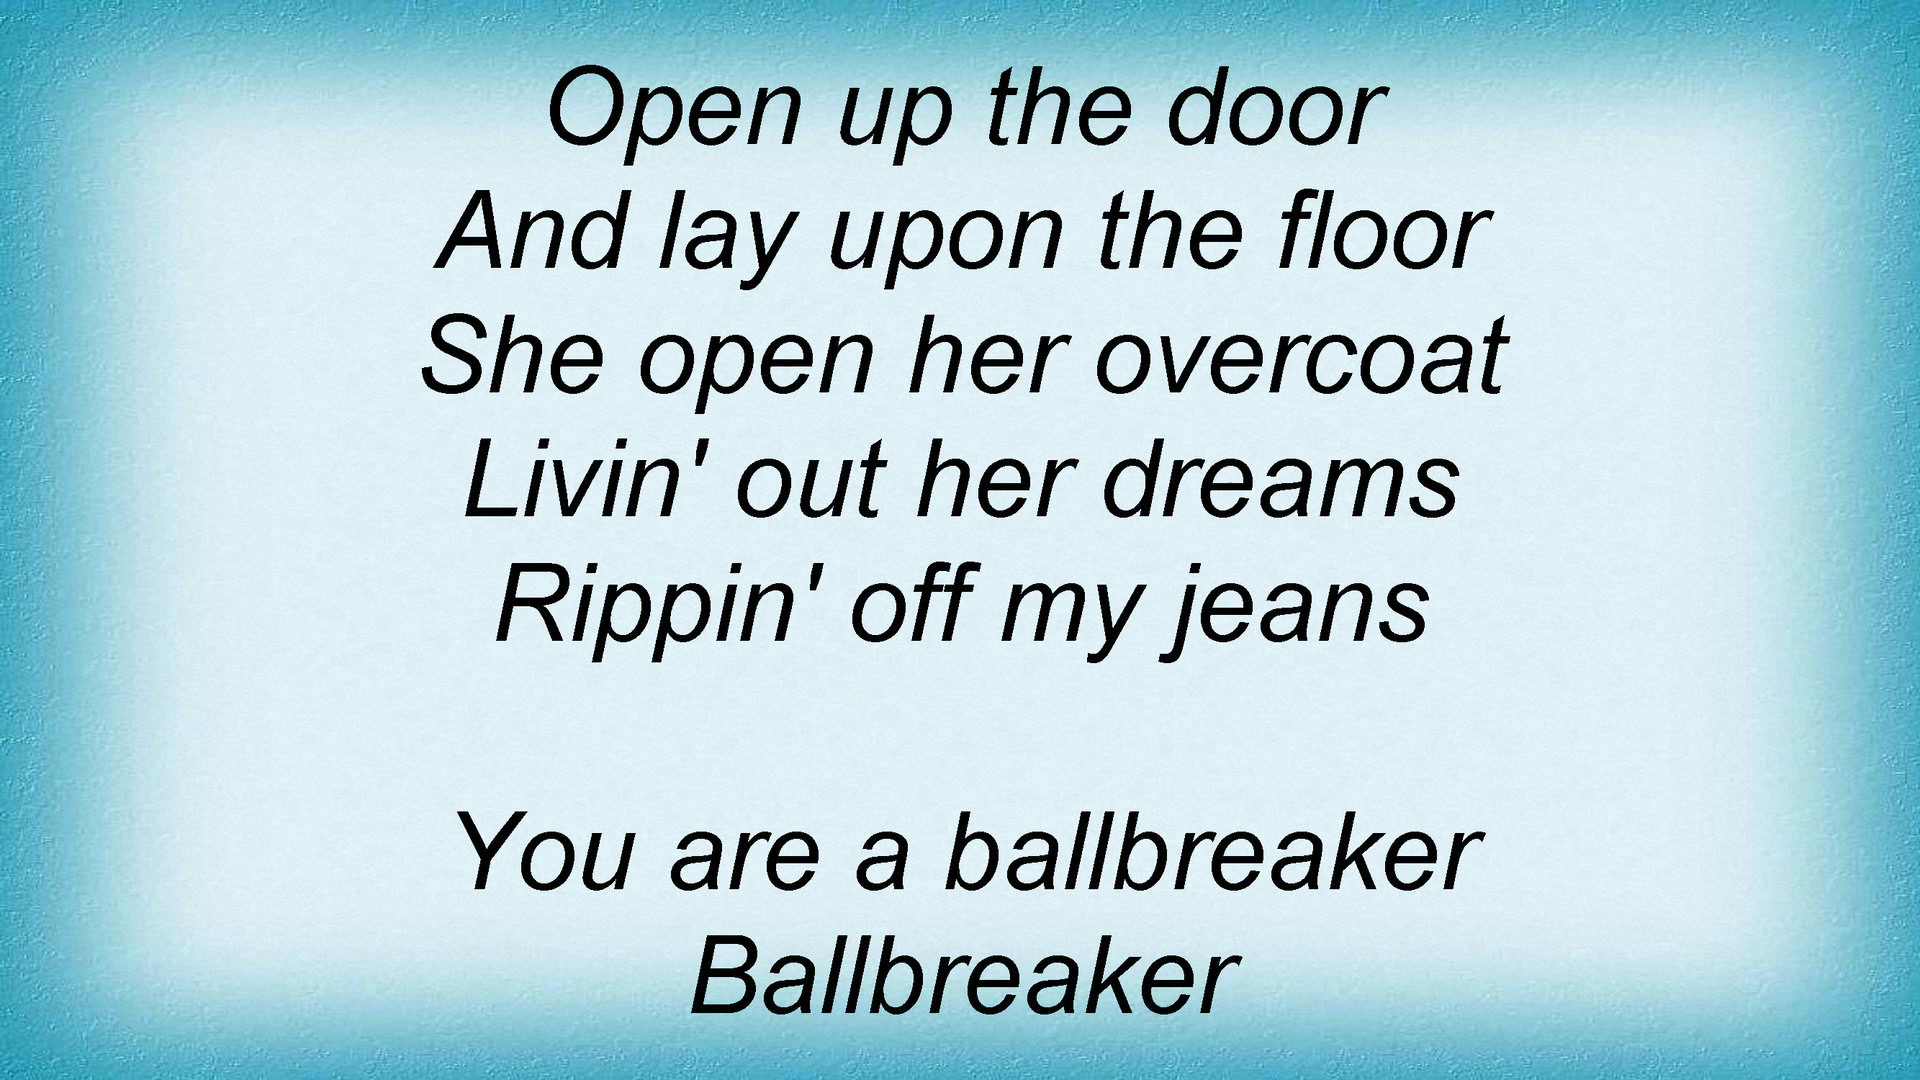 Open up the door
And lay upon the floor
She open her overcoat
Livin' out her dreams
Rippin' off my jeans
You are a ballbreaker
Ballbreaker